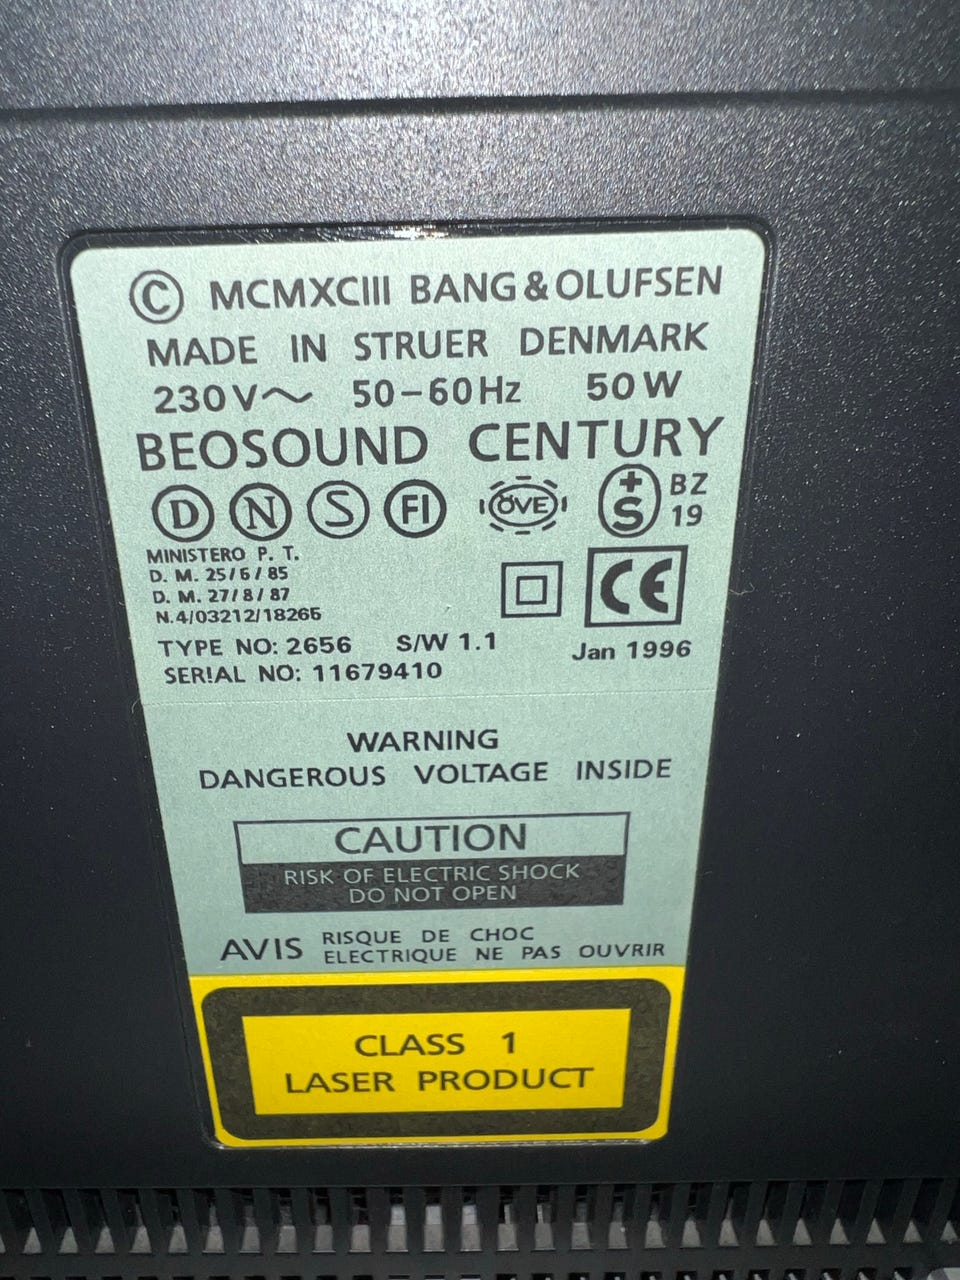 © MCMXCIII BANG & OLUFSEN
MADE IN STRUER DENMARK
230V~ 50-60Hz 50W
BEOSOUND CENTURY
D N S FI ÖVE +S BZ 19
MINISTERO P. T.
D. M. 25/6/85
D. M. 27/8/87
N.4/03212/18265
CE
TYPE NO: 2656 S/W 1.1 Jan 1996
SERIAL NO: 11679410
WARNING
DANGEROUS VOLTAGE INSIDE
CAUTION
RISK OF ELECTRIC SHOCK
DO NOT OPEN
AVIS RISQUE DE CHOC
ELECTRIQUE NE PAS OUVRIR
CLASS 1
LASER PRODUCT